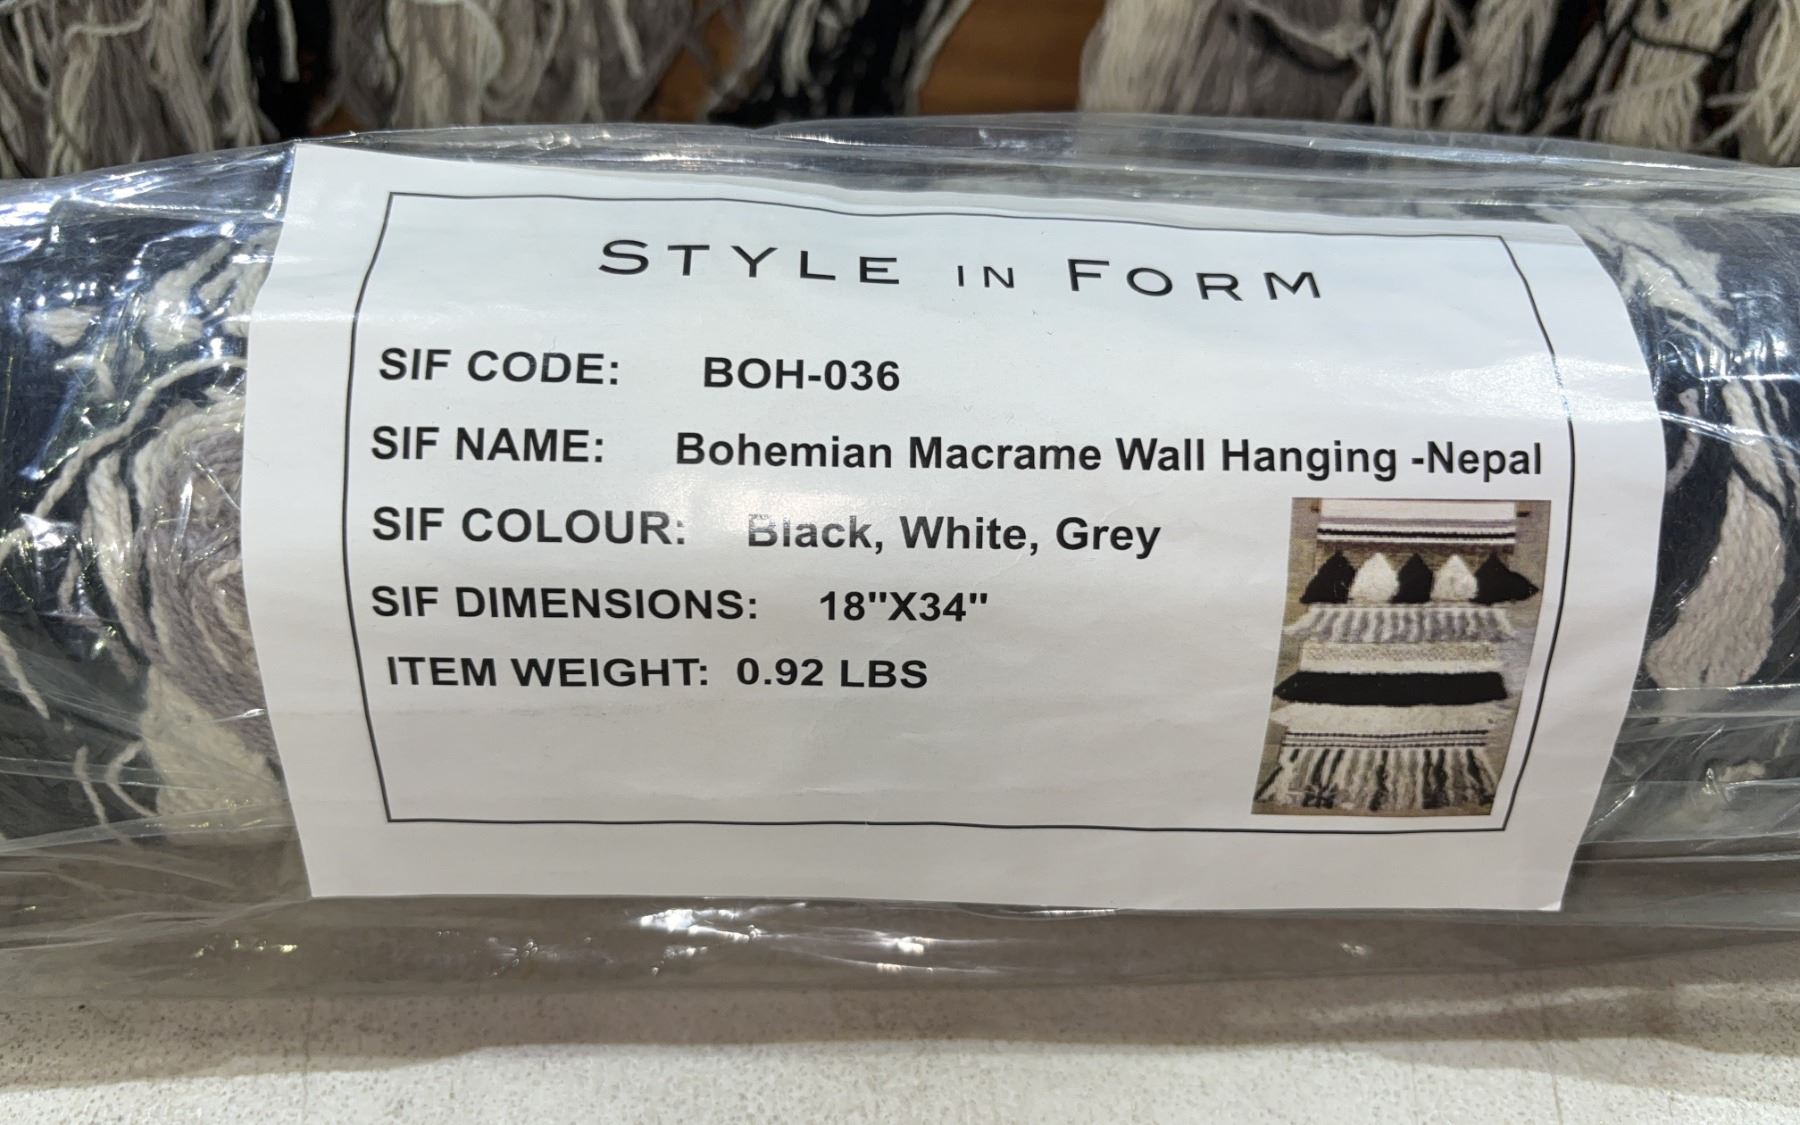 STYLE IN FORM
SIF CODE: BOH-036
SIF NAME: Bohemian Macrame Wall Hanging -Nepal
SIF COLOUR: Black, White, Grey
SIF DIMENSIONS: 18"X34"
ITEM WEIGHT: 0.92 LBS